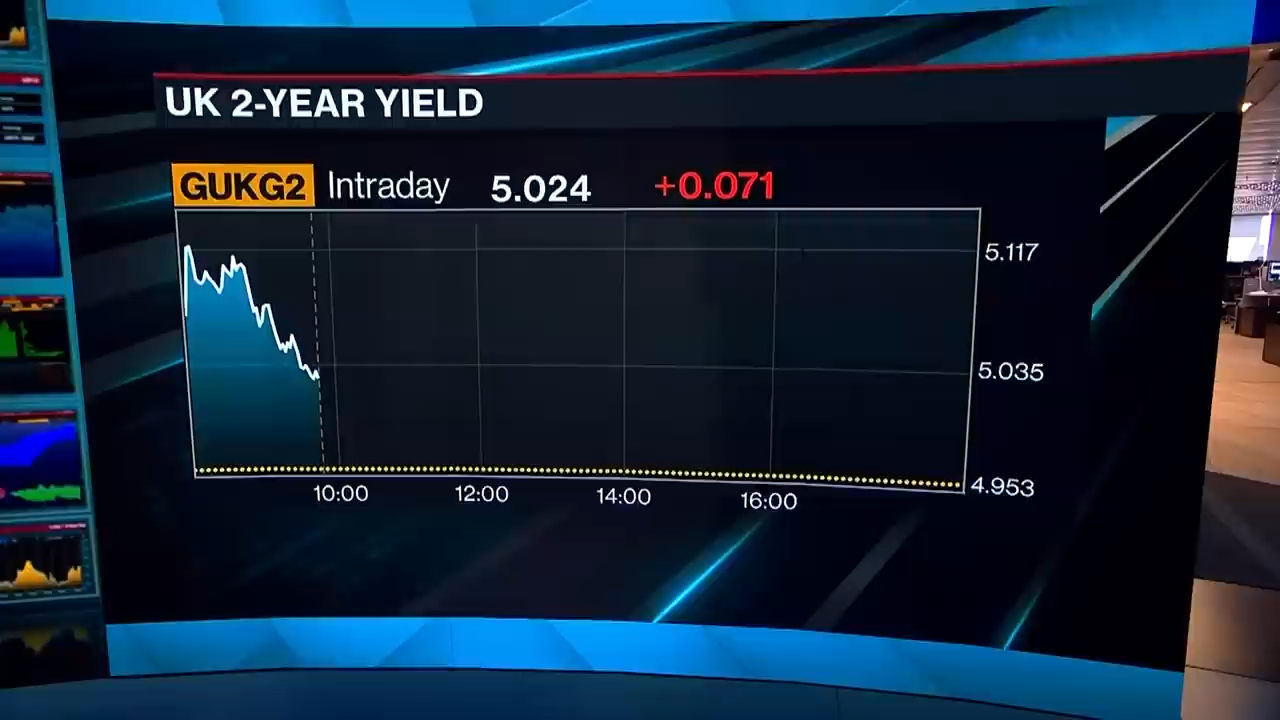 UK 2-YEAR YIELD
GUKG2 Intraday 5.024 +0.071
5.117
5.035
4.953
10:00 12:00 14:00 16:00